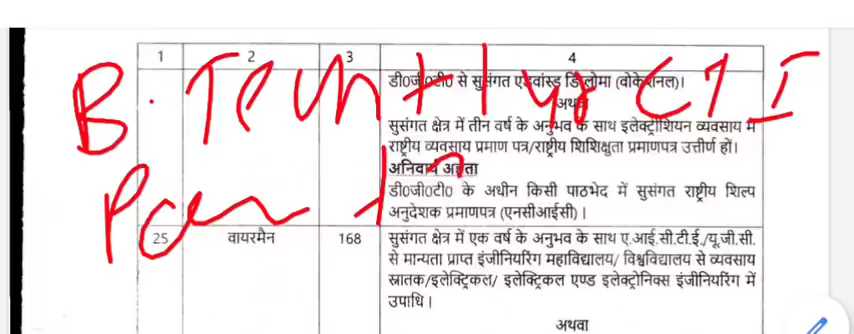 1 2 3 4
डी0जी0टी0 से सुसंगत एडवांस्ड डिप्लोमा (वोकेशनल)।
अथवा
सुसंगत क्षेत्र में तीन वर्ष के अनुभव के साथ इलेक्ट्रीशियन व्यवसाय में
राष्ट्रीय व्यवसाय प्रमाण पत्र/राष्ट्रीय शिशिक्षुता प्रमाणपत्र उत्तीर्ण हों।
अनिवार्य अर्हता
डी0जी0टी0 के अधीन किसी पाठभेद में सुसंगत राष्ट्रीय शिल्प
अनुदेशक प्रमाणपत्र (एनसीआईसी) ।
25 वायरमैन 168 सुसंगत क्षेत्र में एक वर्ष के अनुभव के साथ ए.आई.सी.टी.ई./यू.जी.सी.
से मान्यता प्राप्त इंजीनियरिंग महाविद्यालय/ विश्वविद्यालय से व्यवसाय
स्नातक/इलेक्ट्रिकल/ इलेक्ट्रिकल एण्ड इलेक्ट्रोनिक्स इंजीनियरिंग में
उपाधि ।
अथवा
B. Tech + 1 yr CTI